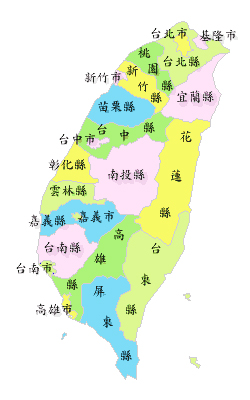 台北市
基隆市
桃園縣
台北縣
新竹市
新竹縣
宜蘭縣
苗栗縣
台中縣
台中市
花蓮縣
彰化縣
南投縣
雲林縣
嘉義縣
嘉義市
高雄縣
台南縣
台東縣
台南市
屏東縣
高雄市